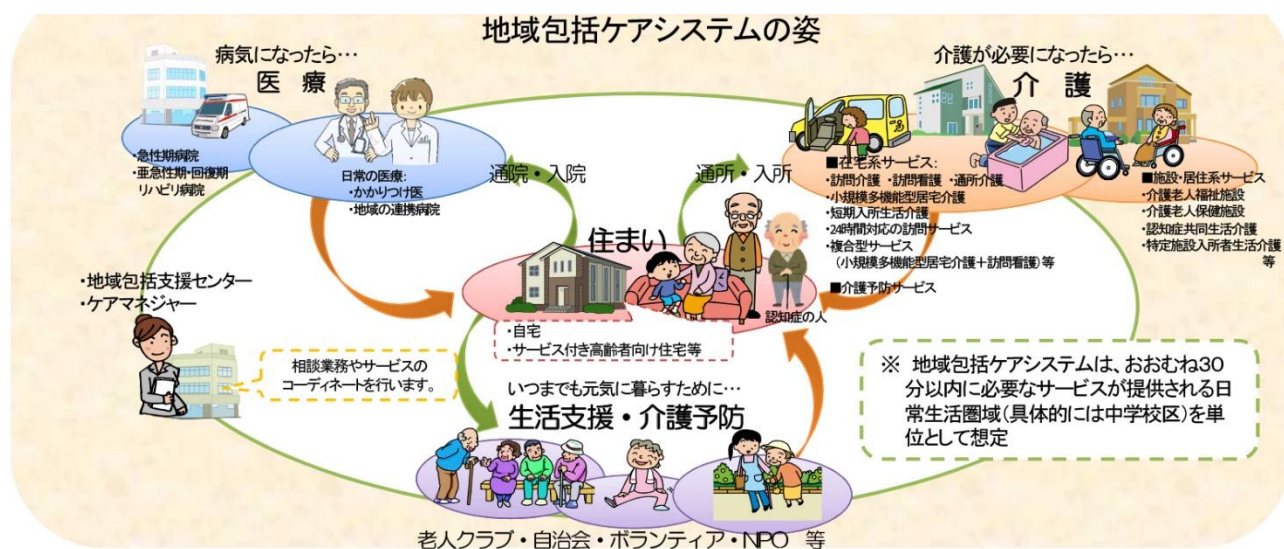 地域包括ケアシステムの姿
病気になったら…
医 療
・急性期病院
・亜急性期・回復期
リハビリ病院
日常の医療:
・かかりつけ医
・地域の連携病院
通院・入院
通所・入所
介護が必要になったら…
介 護
■在宅系サービス:
・訪問介護 ・訪問看護 ・通所介護
・小規模多機能型居宅介護
・短期入所生活介護
・24時間対応の訪問サービス
・複合型サービス
(小規模多機能型居宅介護+訪問看護)等
■介護予防サービス
■施設・居住系サービス
・介護老人福祉施設
・介護老人保健施設
・認知症共同生活介護
・特定施設入所者生活介護
等
住まい
認知症の人
・自宅
・サービス付き高齢者向け住宅等
・地域包括支援センター
・ケアマネジャー
相談業務やサービスの
コーディネートを行います。
いつまでも元気に暮らすために…
生活支援・介護予防
老人クラブ・自治会・ボランティア・NPO 等
※ 地域包括ケアシステムは、おおむね30
分以内に必要なサービスが提供される日
常生活圏域(具体的には中学校区)を単
位として想定